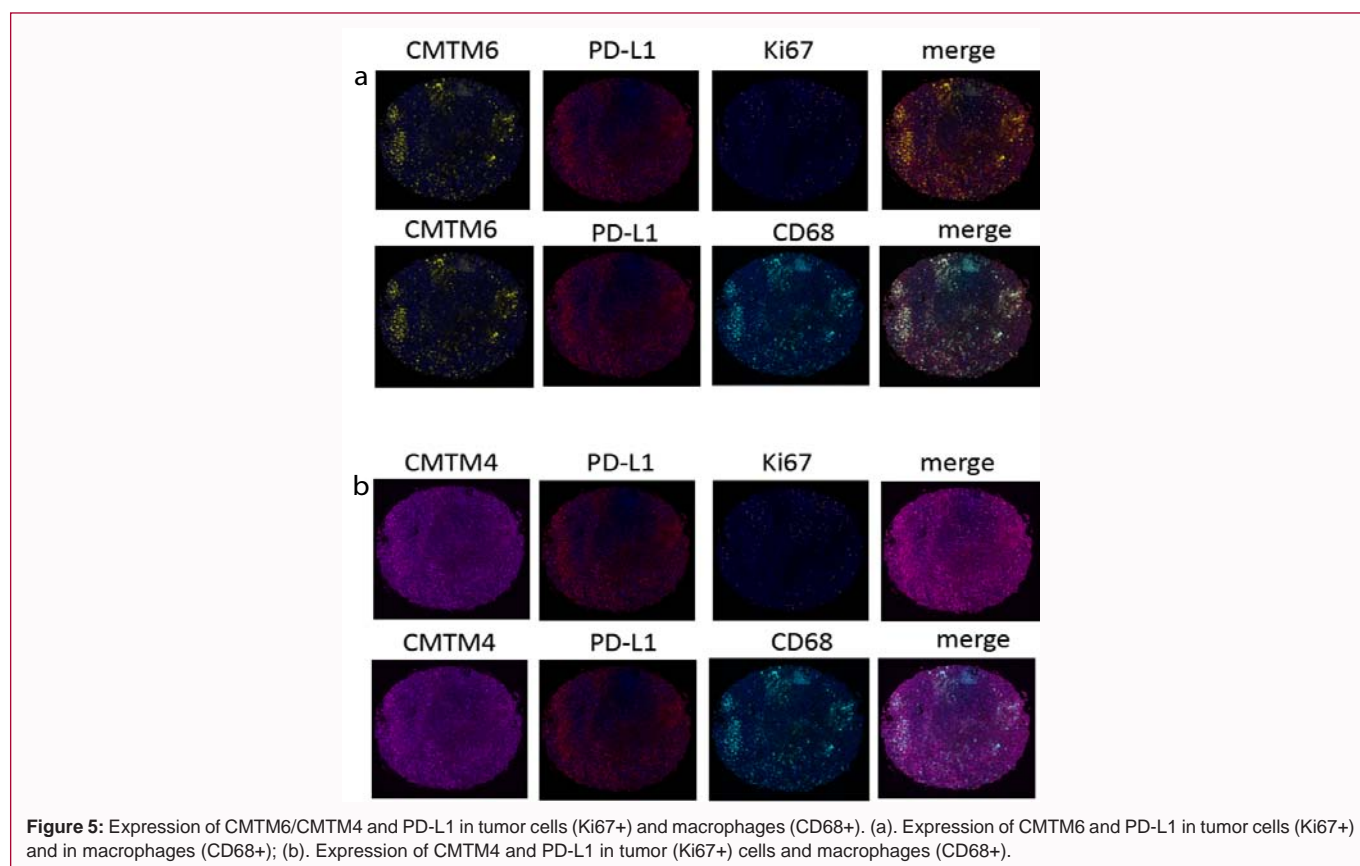 CMTM6 PD-L1 Ki67 merge
a
CMTM6 PD-L1 CD68 merge
CMTM4 PD-L1 Ki67 merge
b
CMTM4 PD-L1 CD68 merge
Figure 5: Expression of CMTM6/CMTM4 and PD-L1 in tumor cells (Ki67+) and macrophages (CD68+). (a). Expression of CMTM6 and PD-L1 in tumor cells (Ki67+)
and in macrophages (CD68+); (b). Expression of CMTM4 and PD-L1 in tumor (Ki67+) cells and macrophages (CD68+).